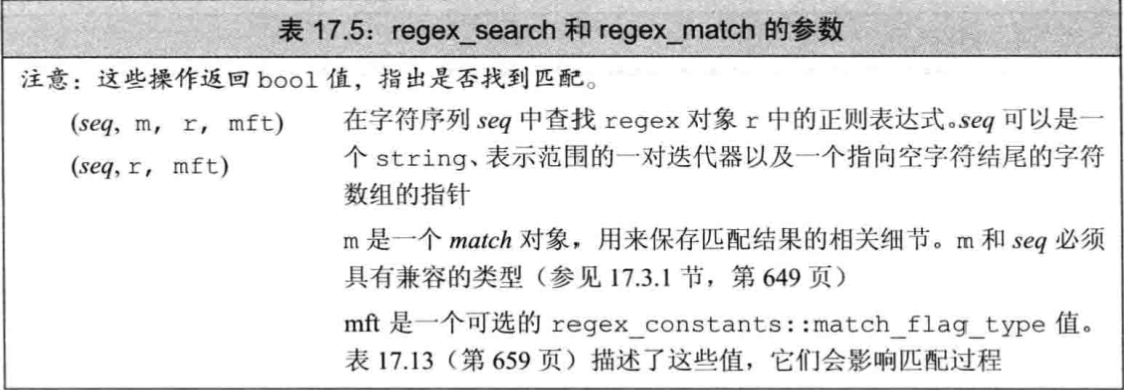 表 17.5：regex_search 和 regex_match 的参数
注意：这些操作返回 bool 值，指出是否找到匹配。
(seq, m, r, mft) 在字符序列 seq 中查找 regex 对象 r 中的正则表达式。seq 可以是一
(seq, r, mft) 个 string、表示范围的一对迭代器以及一个指向空字符结尾的字符
数组的指针
m 是一个 match 对象，用来保存匹配结果的相关细节。m 和 seq 必须
具有兼容的类型（参见 17.3.1 节，第 649 页）
mft 是一个可选的 regex_constants::match_flag_type 值。
表 17.13（第 659 页）描述了这些值，它们会影响匹配过程